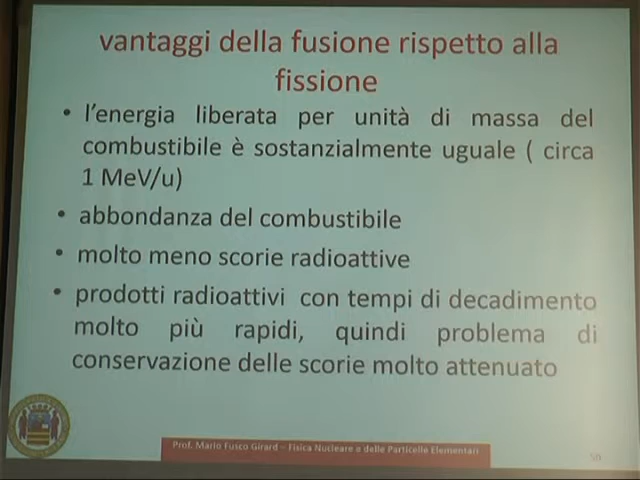 vantaggi della fusione rispetto alla
fissione
• l'energia liberata per unità di massa del
combustibile è sostanzialmente uguale ( circa
1 MeV/u)
• abbondanza del combustibile
• molto meno scorie radioattive
• prodotti radioattivi con tempi di decadimento
molto più rapidi, quindi problema di
conservazione delle scorie molto attenuato
Prof. Mario Fusco Girard – Fisica Nucleare e delle Particelle Elementari
50